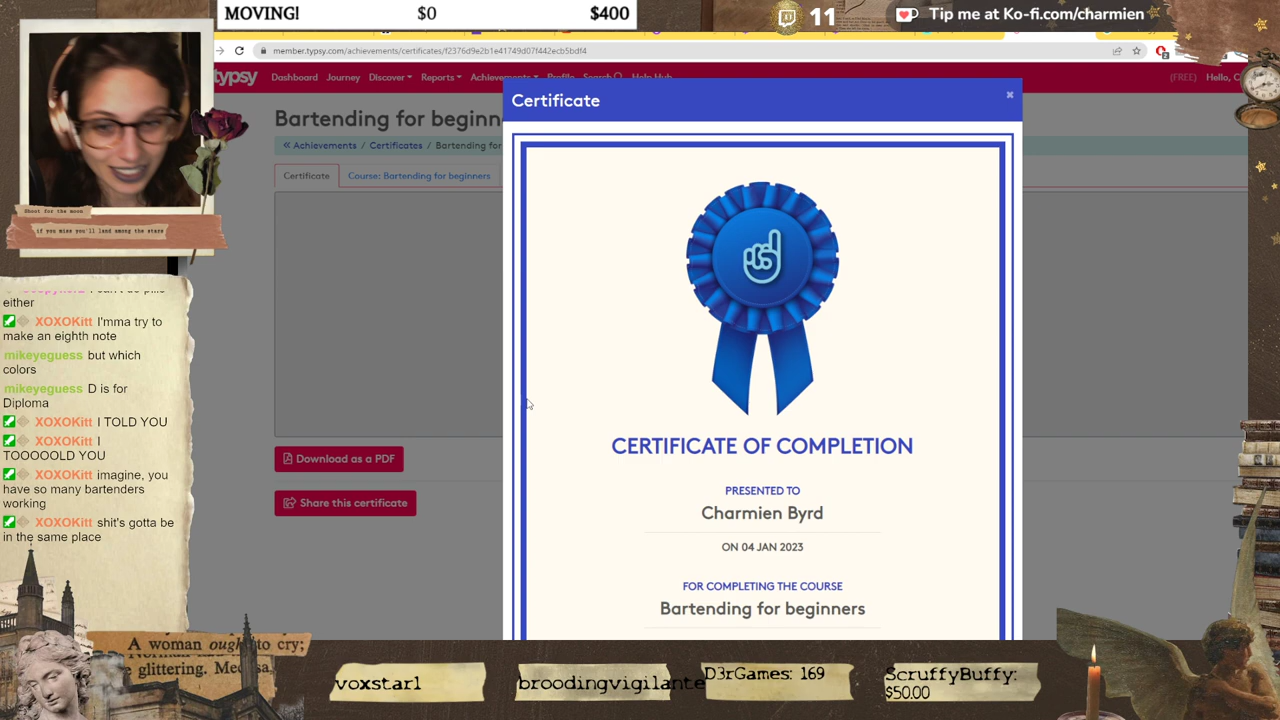 MOVING!
$0
$400
11
Tip me at Ko-fi.com/charmien
member.typsy.com/achievements/certificates/f2376d9e2b1e41749d07f442ecb5bdf4
typsy
Dashboard Journey Discover Reports Achievements Profile Search Help Hub
(FREE) Hello, C
Bartending for beginn
« Achievements / Certificates / Bartending for
Certificate
Course: Bartending for beginners
Download as a PDF
Share this certificate
Certificate
×
CERTIFICATE OF COMPLETION
PRESENTED TO
Charmien Byrd
ON 04 JAN 2023
FOR COMPLETING THE COURSE
Bartending for beginners
Shoot for the moon
if you miss you'll land among the stars
either
XOXOKitt I'mma try to
make an eighth note
mikeyeguess but which
colors
mikeyeguess D is for
Diploma
XOXOKitt I TOLD YOU
XOXOKitt I
TOOOOOLD YOU
XOXOKitt imagine, you
have so many bartenders
working
XOXOKitt shit's gotta be
in the same place
A woman ought to cry;
glittering.
voxstar1
broodingvigilante
D3rGames: 169
ScruffyBuffy:
$50.00